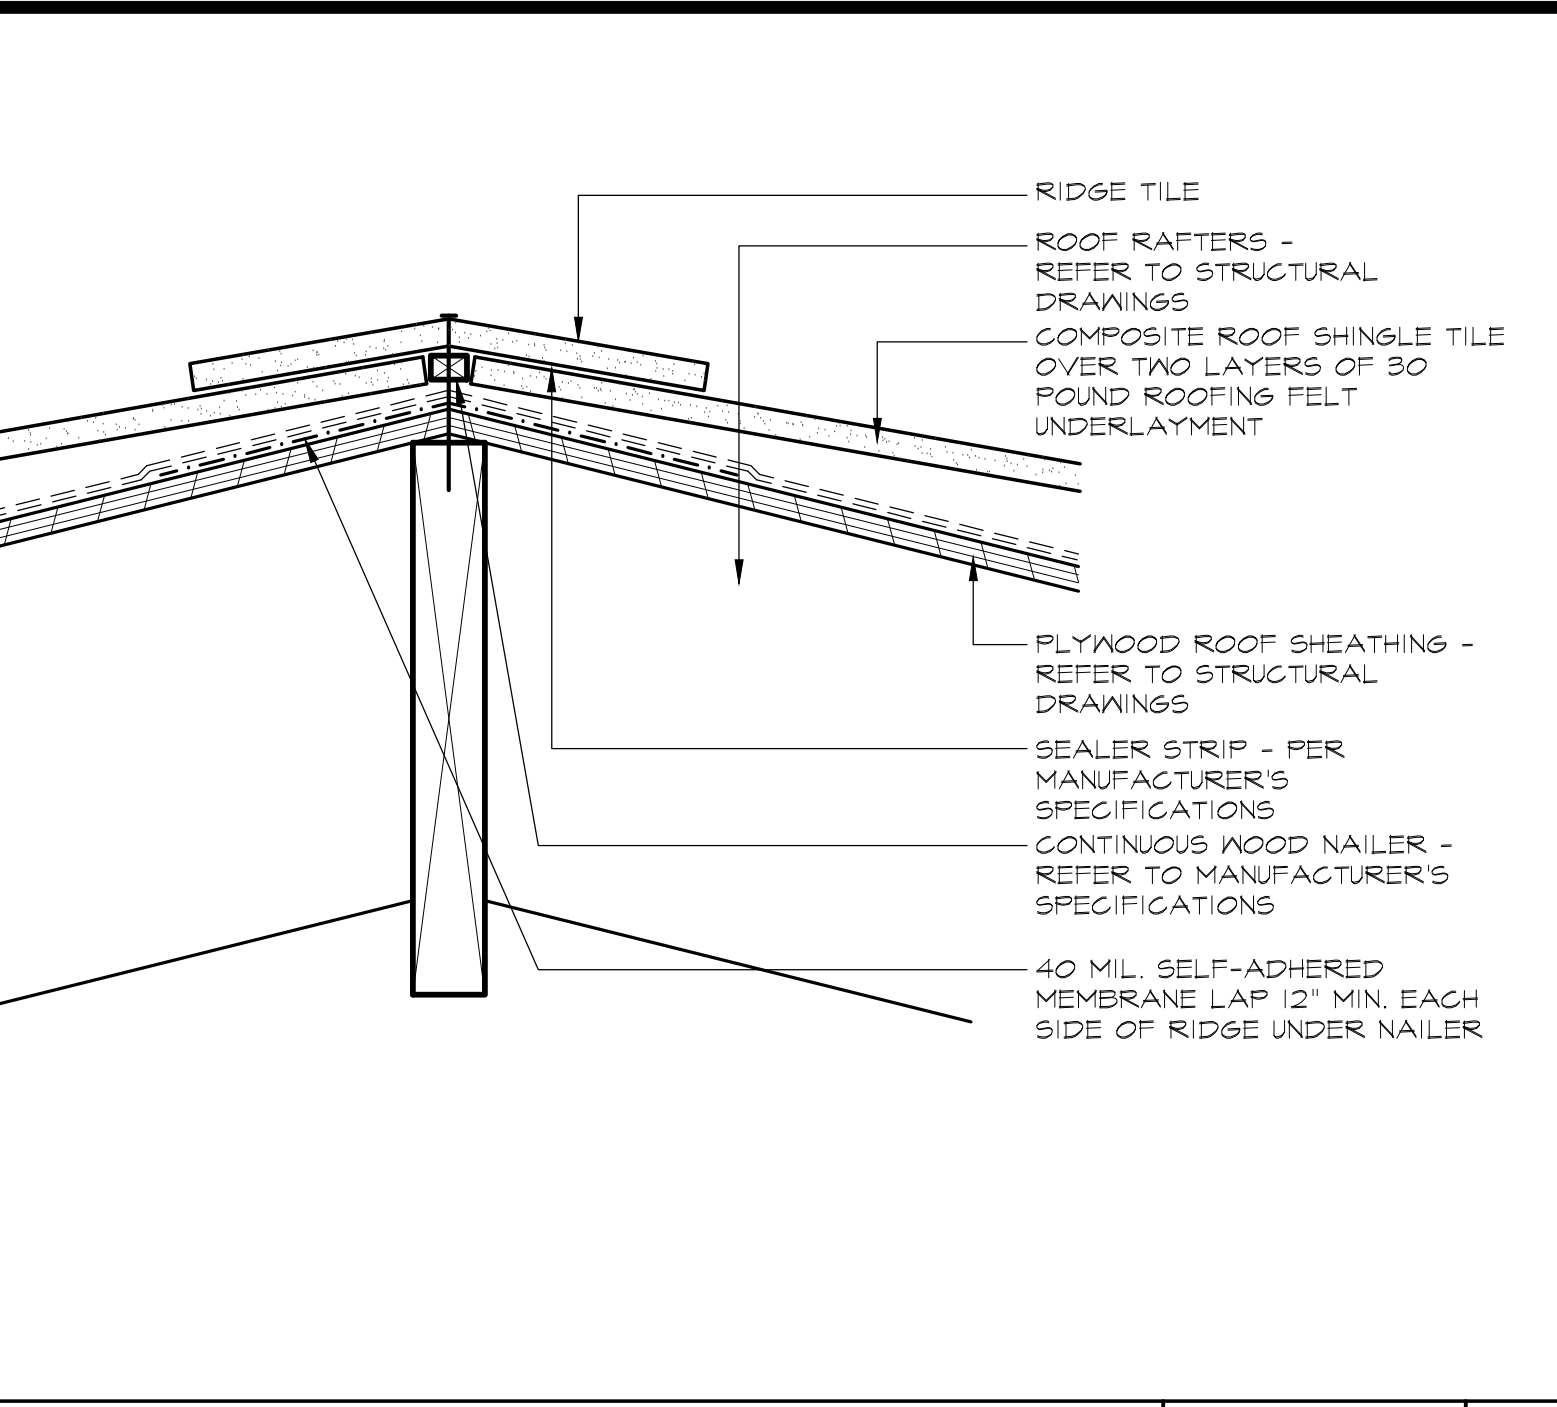 RIDGE TILE
ROOF RAFTERS -
REFER TO STRUCTURAL
DRAWINGS
COMPOSITE ROOF SHINGLE TILE
OVER TWO LAYERS OF 30
POUND ROOFING FELT
UNDERLAYMENT
PLYWOOD ROOF SHEATHING -
REFER TO STRUCTURAL
DRAWINGS
SEALER STRIP - PER
MANUFACTURER'S
SPECIFICATIONS
CONTINUOUS WOOD NAILER -
REFER TO MANUFACTURER'S
SPECIFICATIONS
40 MIL. SELF-ADHERED
MEMBRANE LAP 12" MIN. EACH
SIDE OF RIDGE UNDER NAILER